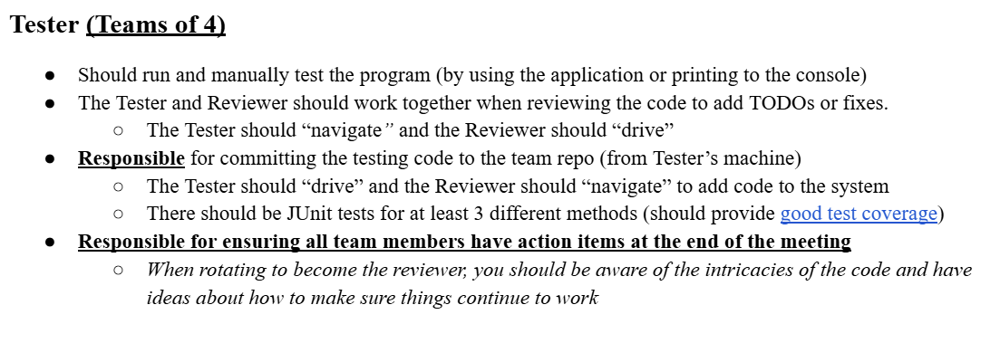 Tester (Teams of 4)
● Should run and manually test the program (by using the application or printing to the console)
● The Tester and Reviewer should work together when reviewing the code to add TODOs or fixes.
○ The Tester should “navigate” and the Reviewer should “drive”
● Responsible for committing the testing code to the team repo (from Tester’s machine)
○ The Tester should “drive” and the Reviewer should “navigate” to add code to the system
○ There should be JUnit tests for at least 3 different methods (should provide good test coverage)
● Responsible for ensuring all team members have action items at the end of the meeting
○ When rotating to become the reviewer, you should be aware of the intricacies of the code and have
ideas about how to make sure things continue to work